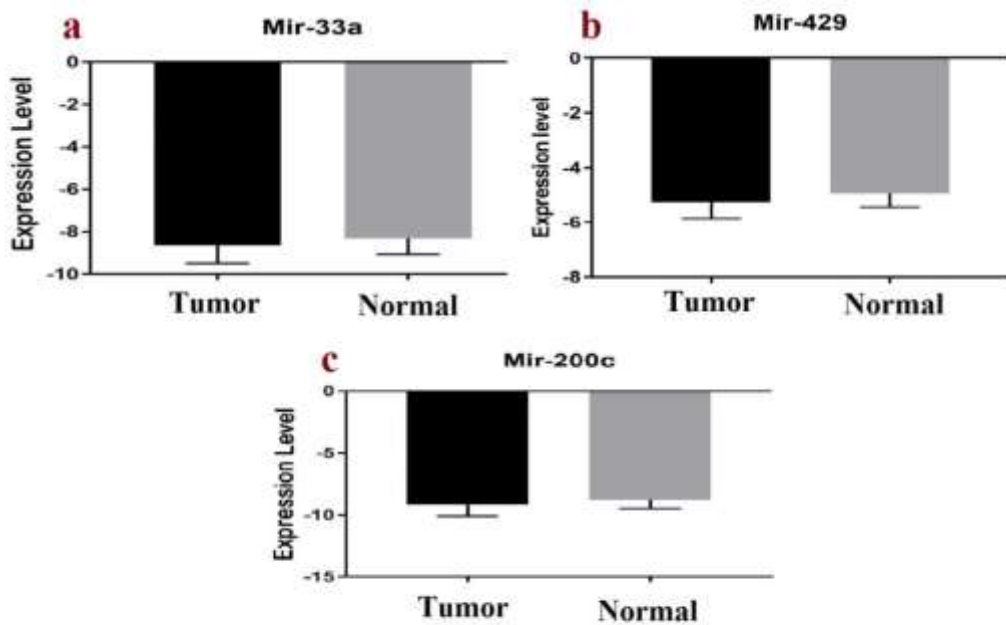 a
Mir-33a
Expression Level
0
-2
-4
-6
-8
-10
Tumor
Normal
b
Mir-429
Expression level
0
-2
-4
-6
-8
Tumor
Normal
c
Mir-200c
Expression Level
0
-5
-10
-15
Tumor
Normal